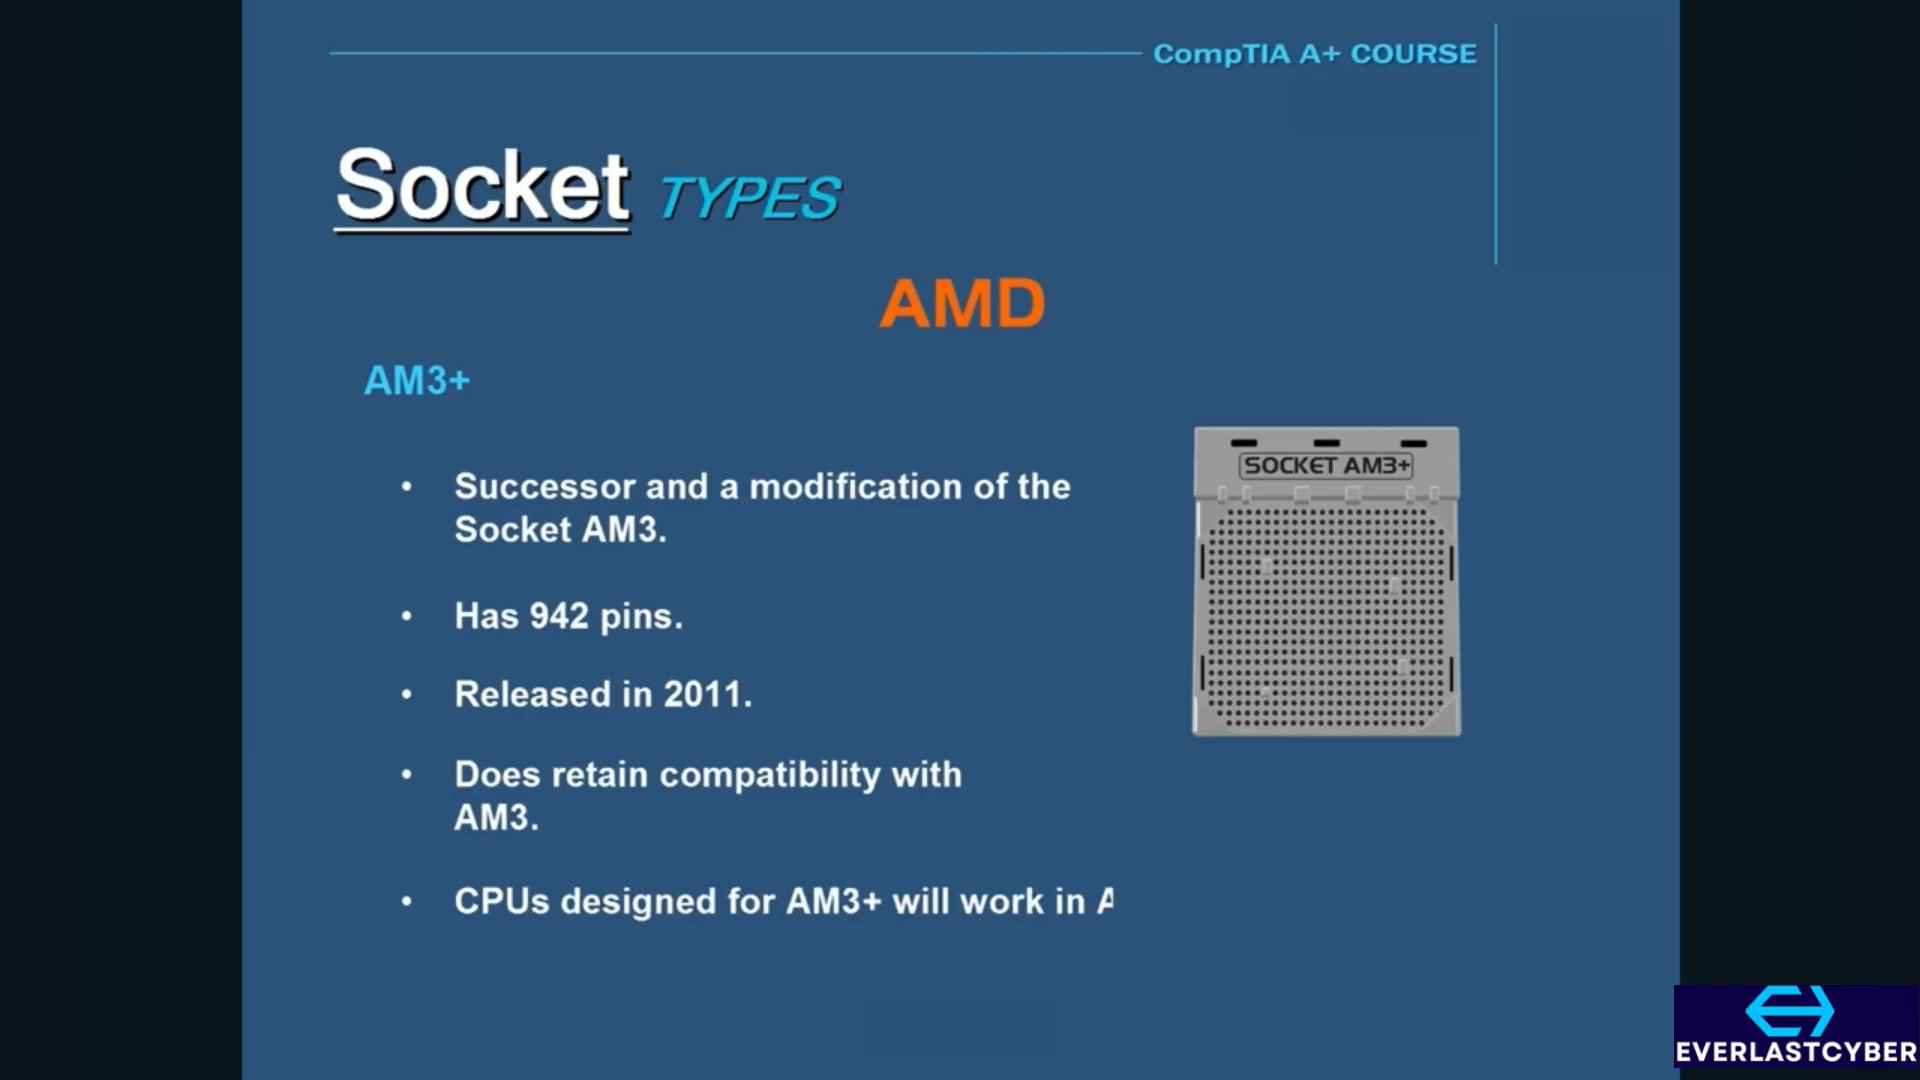 CompTIA A+ COURSE
Socket TYPES
AMD
AM3+
• Successor and a modification of the
Socket AM3.
SOCKET AM3+
• Has 942 pins.
• Released in 2011.
• Does retain compatibility with
AM3.
• CPUs designed for AM3+ will work in A
EVERLASTCYBER